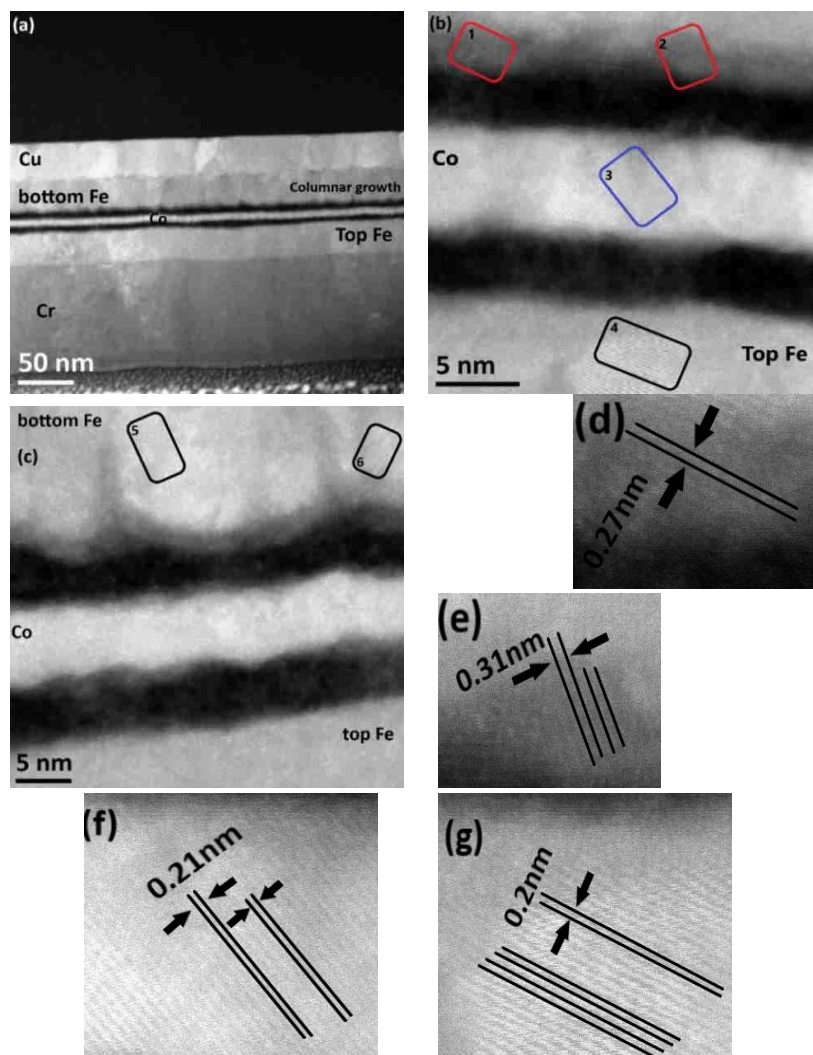 (a)
Cu
bottom Fe
Columnar growth
Co
Top Fe
Cr
50 nm
(b)
1
2
Co
3
4
Top Fe
5 nm
bottom Fe
(c)
5
6
Co
top Fe
5 nm
(d)
0.27nm
(e)
0.31nm
(f)
0.21nm
(g)
0.2nm